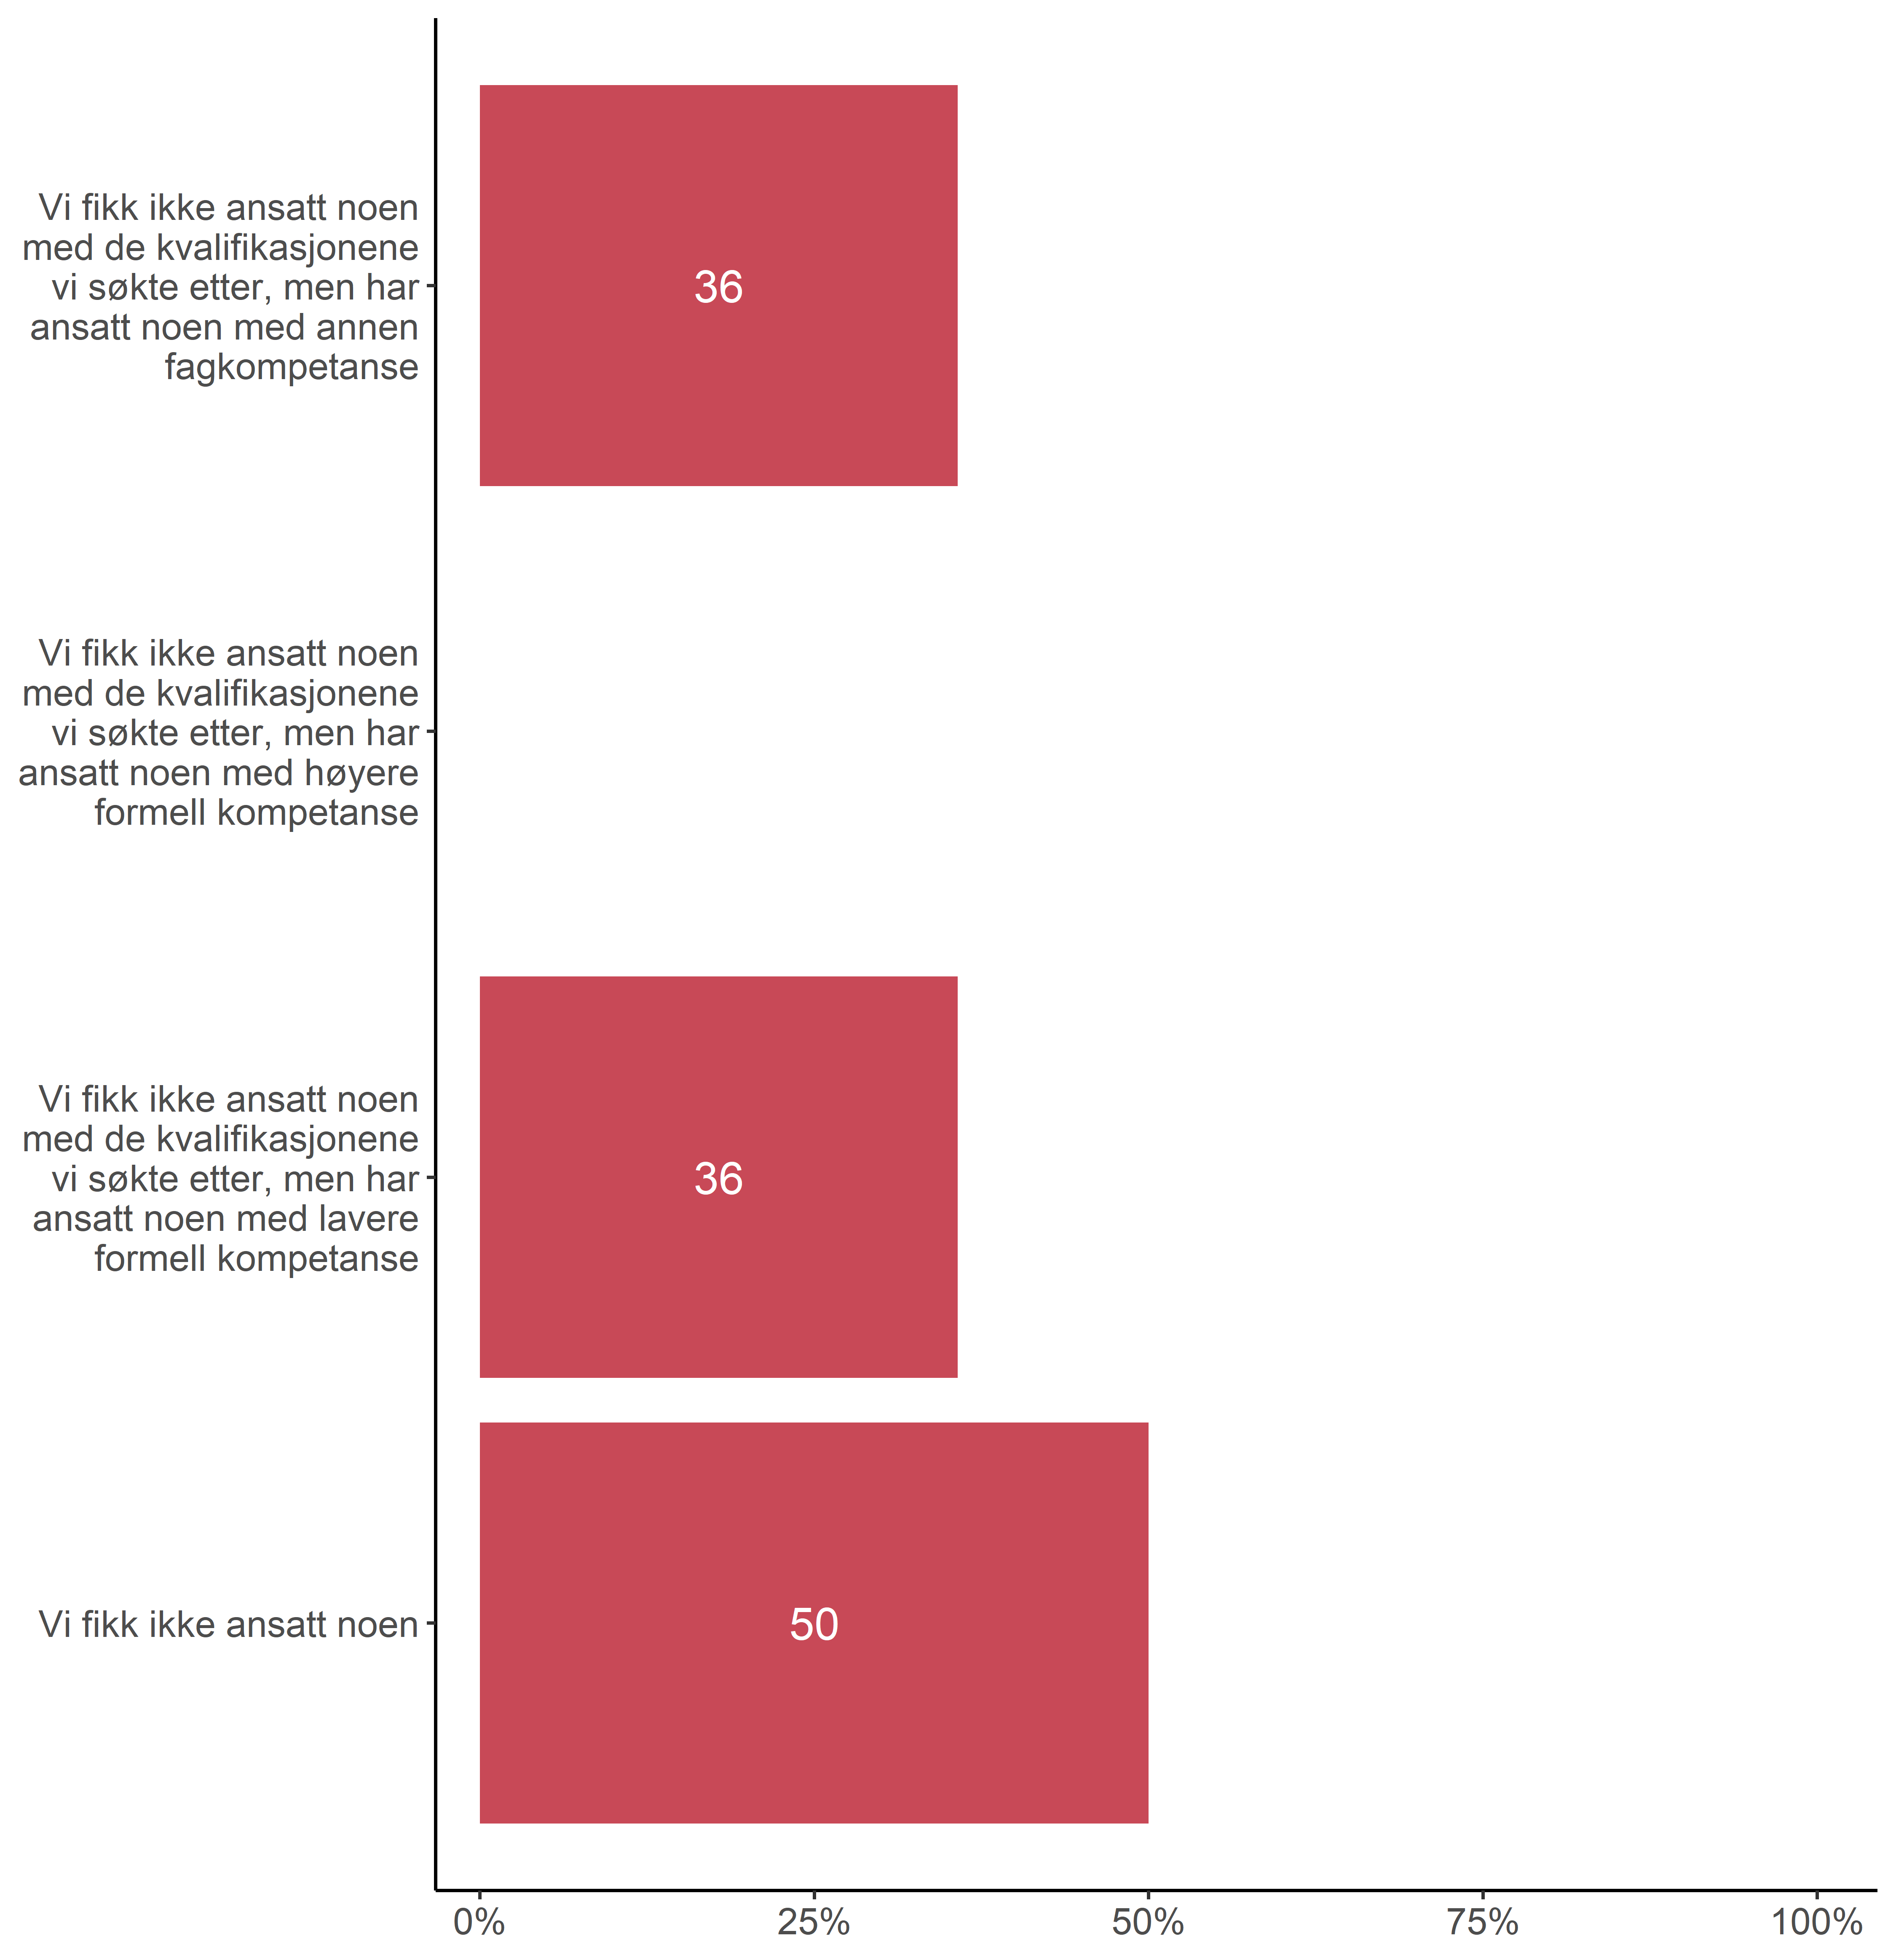 Vi fikk ikke ansatt noen
med de kvalifikasjonene
vi søkte etter, men har
ansatt noen med annen
fagkompetanse
36
Vi fikk ikke ansatt noen
med de kvalifikasjonene
vi søkte etter, men har
ansatt noen med høyere
formell kompetanse
Vi fikk ikke ansatt noen
med de kvalifikasjonene
vi søkte etter, men har
ansatt noen med lavere
formell kompetanse
36
Vi fikk ikke ansatt noen
50
0% 25% 50% 75% 100%